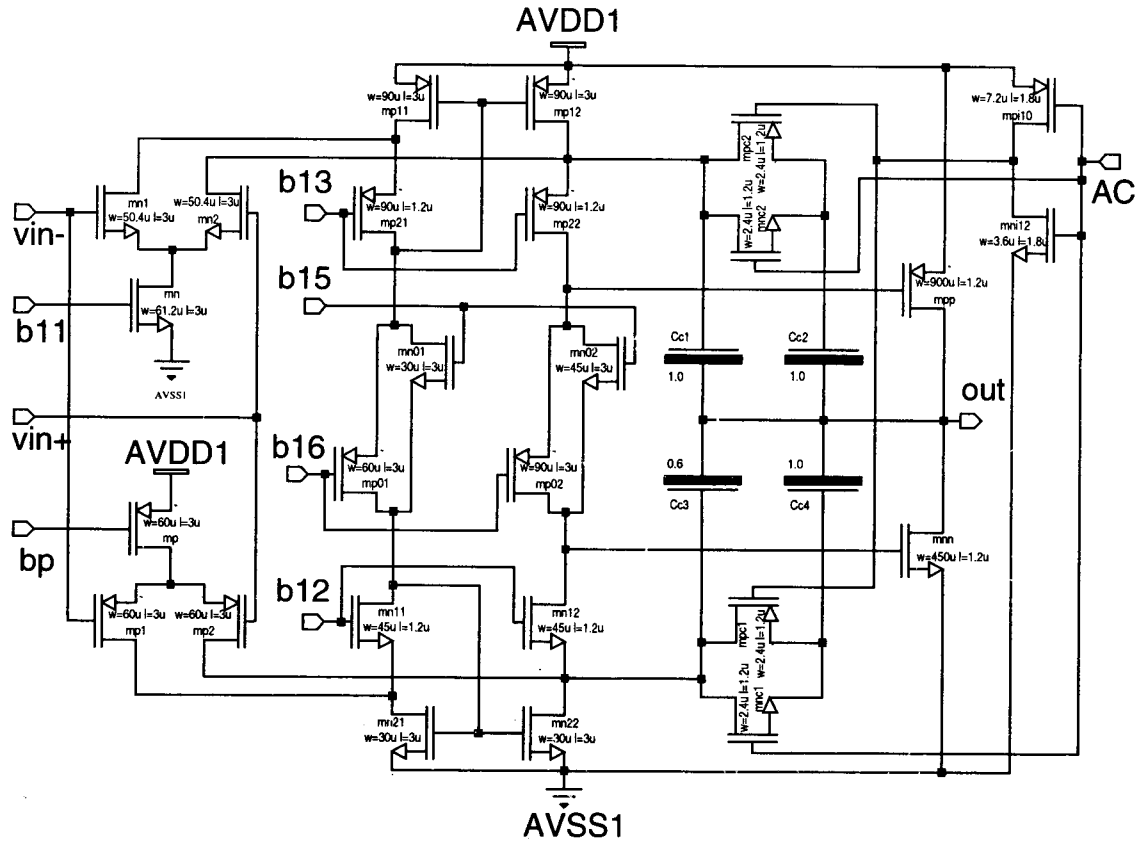 AVDD1
w=90u l=3u
mp11
w=90u l=3u
mp12
w=7.2u l=1.8u
mpi10
mpc2
w=2.4u l=1.2u
AC
b13
w=90u l=1.2u
mp21
w=90u l=1.2u
mp22
w=2.4u l=1.2u
mnc2
mn1
w=50.4u l=3u
w=50.4u l=3u
mn2
vin-
mni12
w=3.6u l=1.8u
b15
mn
w=61.2u l=3u
b11
AVSS1
w=900u l=1.2u
mpp
mn01
w=30u l=3u
mn02
w=45u l=3u
Cc1
1.0
Cc2
1.0
out
vin+
b16
w=60u l=3u
mp01
w=90u l=3u
mp02
0.6
Cc3
1.0
Cc4
AVDD1
w=60u l=3u
mp
bp
mnn
w=450u l=1.2u
b12
mn11
w=45u l=1.2u
mn12
w=45u l=1.2u
w=60u l=3u
mp1
w=60u l=3u
mp2
mpc1
w=2.4u l=1.2u
w=2.4u l=1.2u
mnc1
mn21
w=30u l=3u
mn22
w=30u l=3u
AVSS1